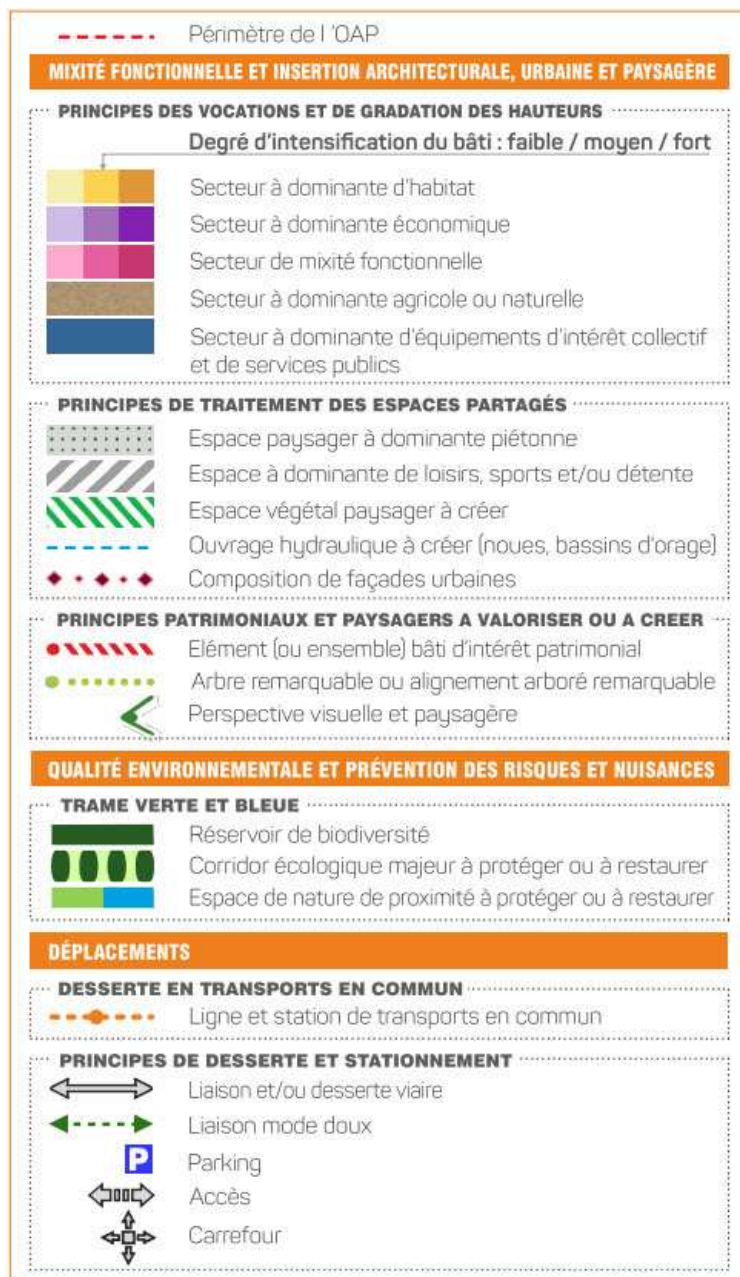 Périmètre de l 'OAP
MIXITÉ FONCTIONNELLE ET INSERTION ARCHITECTURALE, URBAINE ET PAYSAGÈRE
PRINCIPES DES VOCATIONS ET DE GRADATION DES HAUTEURS
Degré d'intensification du bâti : faible / moyen / fort
Secteur à dominante d'habitat
Secteur à dominante économique
Secteur de mixité fonctionnelle
Secteur à dominante agricole ou naturelle
Secteur à dominante d'équipements d'intérêt collectif
et de services publics
PRINCIPES DE TRAITEMENT DES ESPACES PARTAGÉS
Espace paysager à dominante piétonne
Espace à dominante de loisirs, sports et/ou détente
Espace végétal paysager à créer
Ouvrage hydraulique à créer (noues, bassins d'orage)
Composition de façades urbaines
PRINCIPES PATRIMONIAUX ET PAYSAGERS A VALORISER OU A CREER
Elément (ou ensemble) bâti d'intérêt patrimonial
Arbre remarquable ou alignement arboré remarquable
Perspective visuelle et paysagère
QUALITÉ ENVIRONNEMENTALE ET PRÉVENTION DES RISQUES ET NUISANCES
TRAME VERTE ET BLEUE
Réservoir de biodiversité
Corridor écologique majeur à protéger ou à restaurer
Espace de nature de proximité à protéger ou à restaurer
DÉPLACEMENTS
DESSERTE EN TRANSPORTS EN COMMUN
Ligne et station de transports en commun
PRINCIPES DE DESSERTE ET STATIONNEMENT
Liaison et/ou desserte viaire
Liaison mode doux
P Parking
Accès
Carrefour